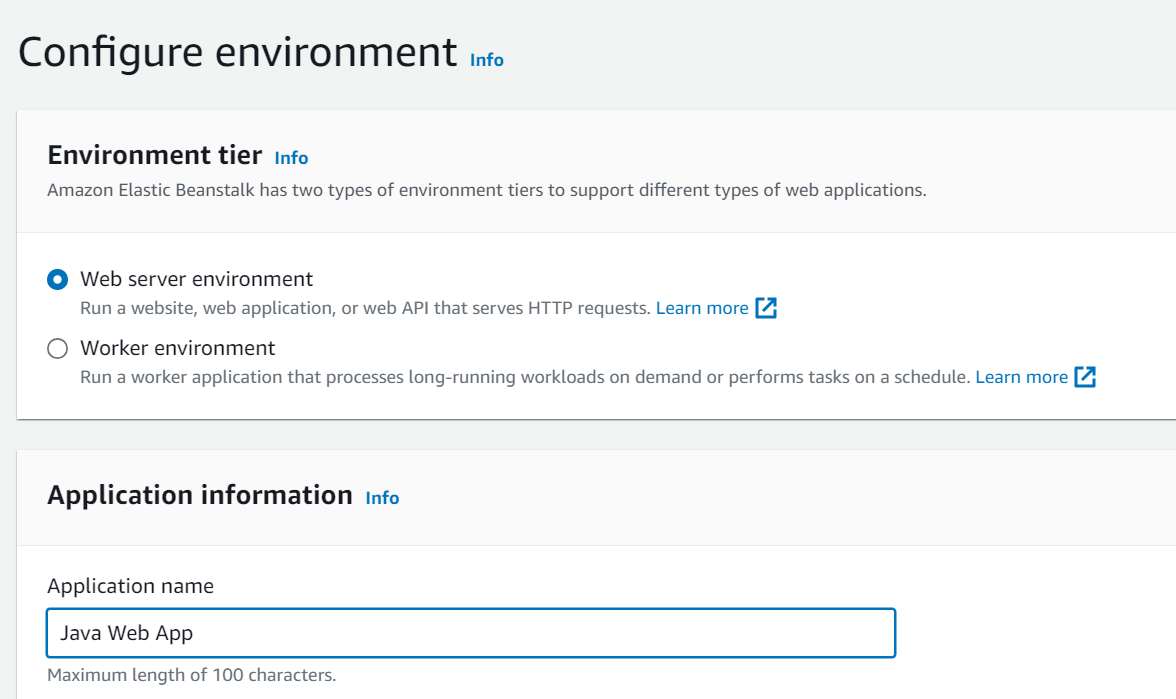 Configure environment Info
Environment tier Info
Amazon Elastic Beanstalk has two types of environment tiers to support different types of web applications.
Web server environment
Run a website, web application, or web API that serves HTTP requests. Learn more
Worker environment
Run a worker application that processes long-running workloads on demand or performs tasks on a schedule. Learn more
Application information Info
Application name
Java Web App
Maximum length of 100 characters.